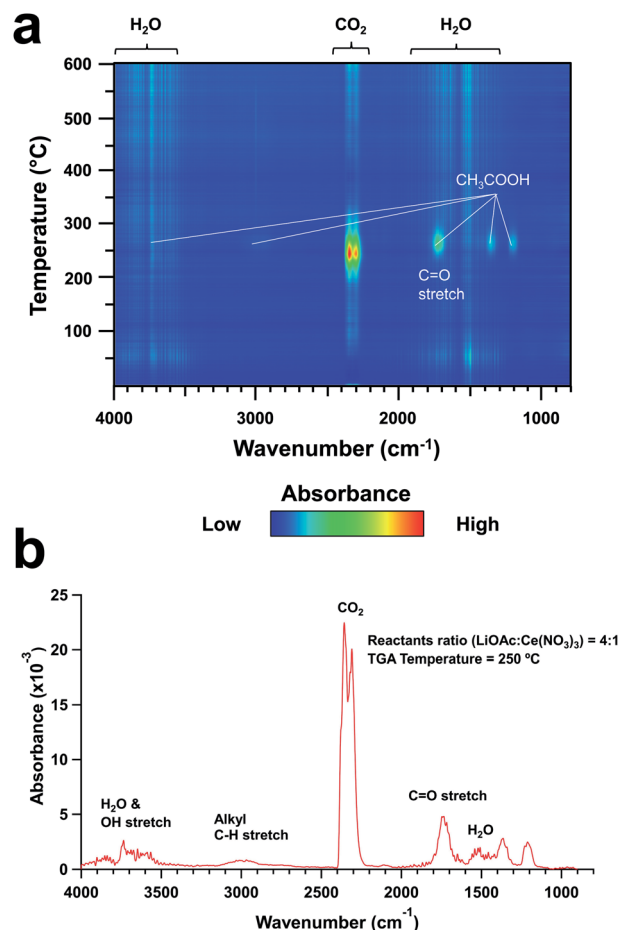 a
H₂O
CO₂
H₂O
600
500
400
300
200
100
Temperature (°C)
CH₃COOH
C=O
stretch
4000
3000
2000
1000
Wavenumber (cm⁻¹)
Absorbance
Low
High
b
25
20
15
10
5
0
Absorbance (x10⁻³)
CO₂
Reactants ratio (LiOAc:Ce(NO₃)₃) = 4:1
TGA Temperature = 250 ºC
H₂O &
OH stretch
Alkyl
C-H stretch
C=O stretch
H₂O
4000
3500
3000
2500
2000
1500
1000
Wavenumber (cm⁻¹)